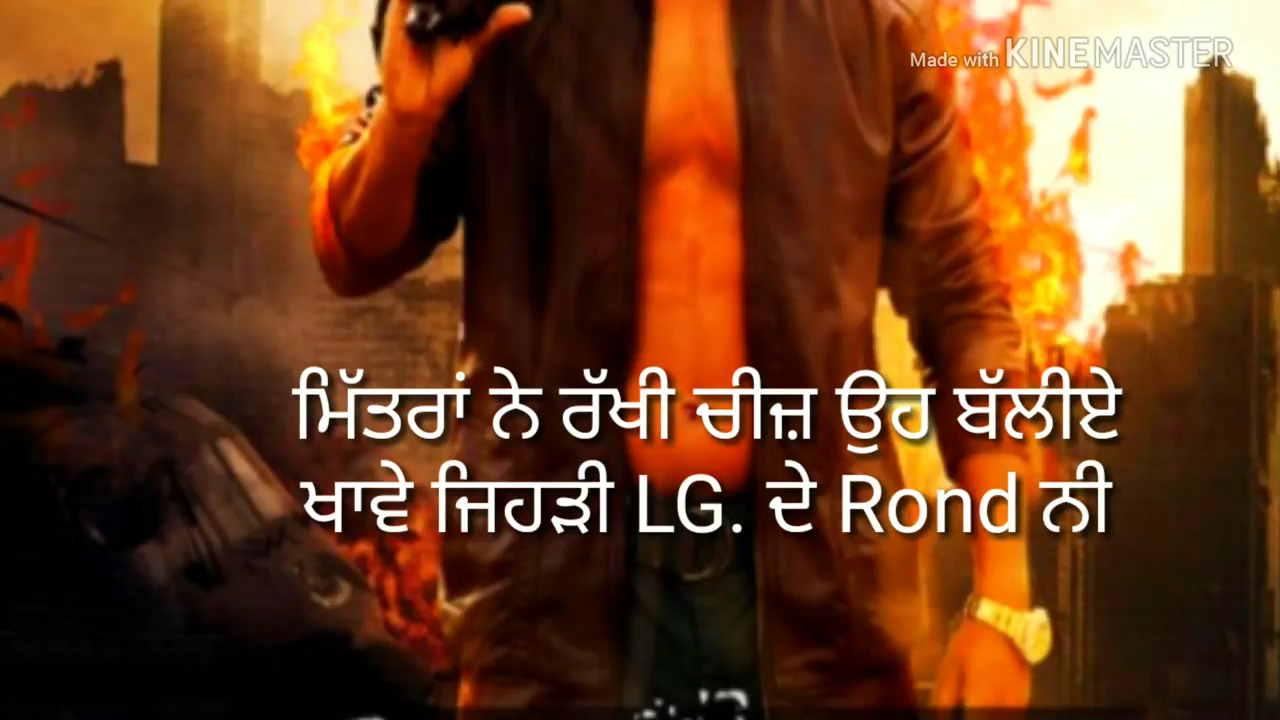 Made with KINEMASTER
ਮਿੱਤਰਾਂ ਨੇ ਰੱਖੀ ਚੀਜ਼ ਉਹ ਬੱਲੀਏ
ਖਾਵੇ ਜਿਹੜੀ LG. ਦੇ Rond ਨੀ